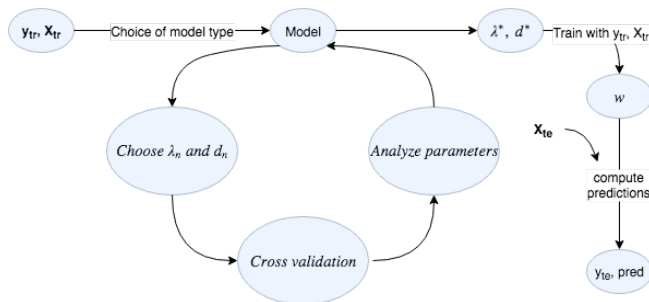 y_tr, X_tr
Choice of model type
Model
λ*, d*
Train with y_tr, X_tr
w
Choose λ_n and d_n
Analyze parameters
X_te
compute
predictions
Cross validation
y_te, pred